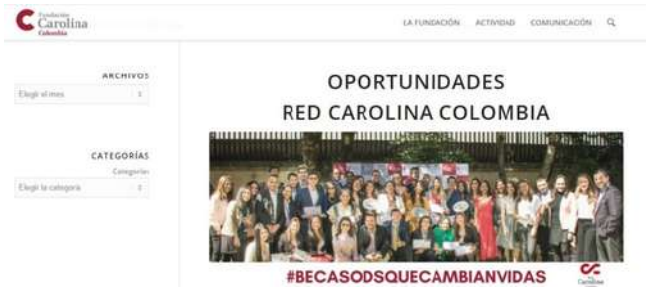 Fundación
Carolina
Colombia
LA FUNDACIÓN
ACTIVIDAD
COMUNICACIÓN
ARCHIVOS
Elegir el mes
CATEGORÍAS
Categorías
Elegir la categoría
OPORTUNIDADES
RED CAROLINA COLOMBIA
#BECASODSQUECAMBIANVIDAS
Carolina